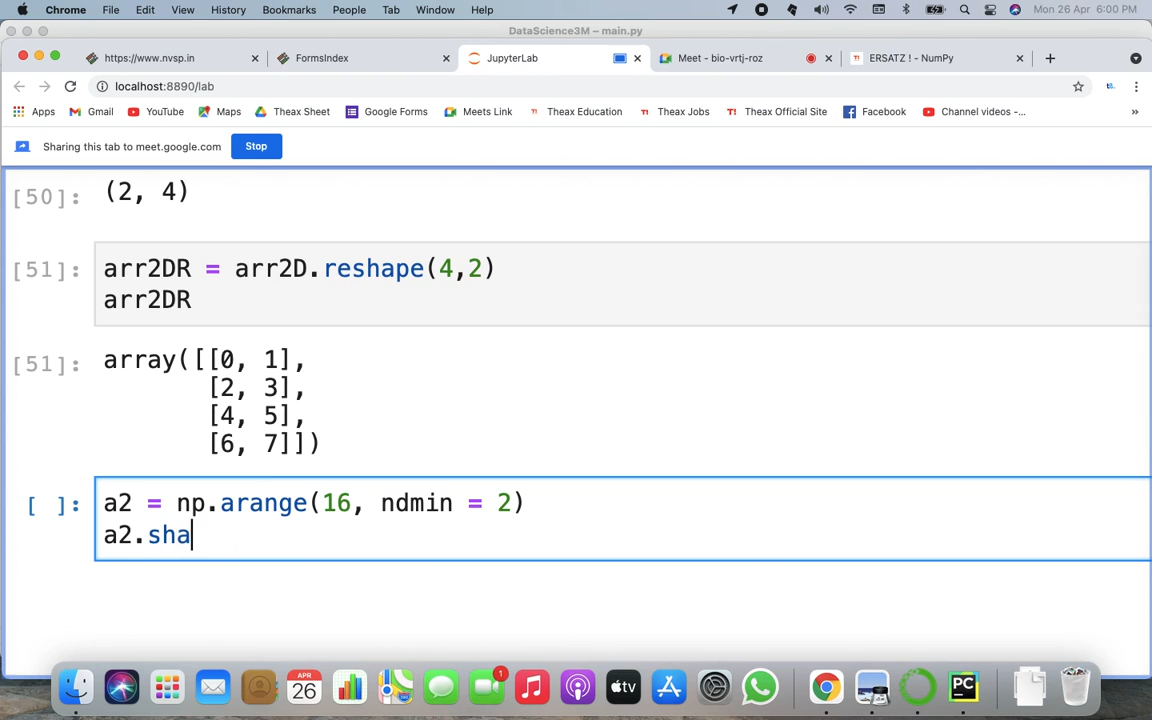 Chrome File Edit View History Bookmarks People Tab Window Help Mon 26 Apr 6:00 PM
DataScience3M – main.py
https://www.nvsp.in FormsIndex JupyterLab Meet - bio-vrtj-roz ERSATZ ! - NumPy
localhost:8890/lab
Apps Gmail YouTube Maps Theax Sheet Google Forms Meets Link Theax Education Theax Jobs Theax Official Site Facebook Channel videos -... »
Sharing this tab to meet.google.com Stop
[50]: (2, 4)
[51]: arr2DR = arr2D.reshape(4,2)
arr2DR
[51]: array([[0, 1],
[2, 3],
[4, 5],
[6, 7]])
[ ]: a2 = np.arange(16, ndmin = 2)
a2.sha
26
1
tv
PC